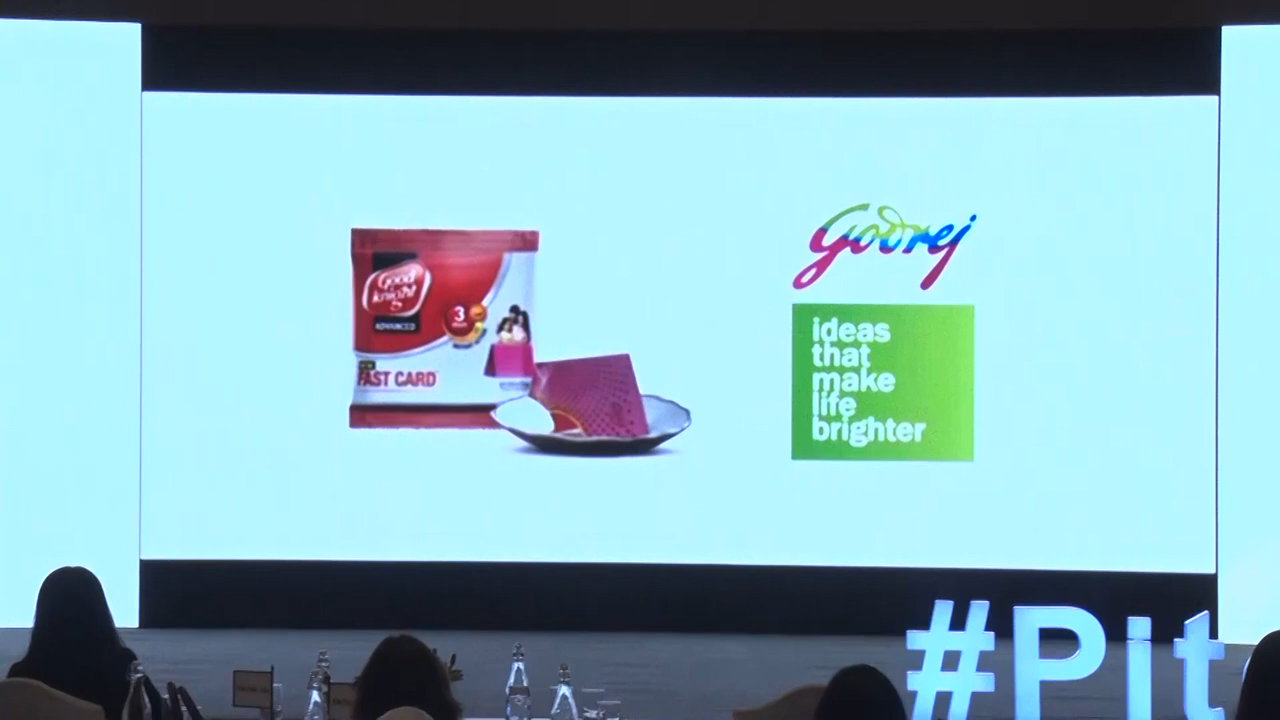 Good
knight
ADVANCED
3
FAST CARD
Godrej
ideas
that
make
life
brighter
#Pit